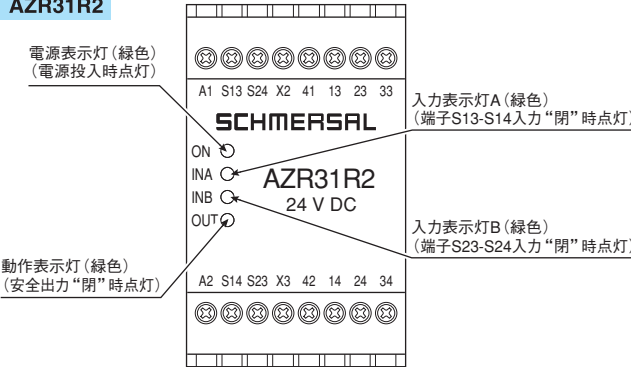 AZR31R2
電源表示灯(緑色)
(電源投入時点灯)
A1 S13 S24 X2 41 13 23 33
SCHMERSAL
入力表示灯A(緑色)
(端子S13-S14入力“閉”時点灯)
ON
INA
INB
OUT
AZR31R2
24 V DC
入力表示灯B(緑色)
(端子S23-S24入力“閉”時点灯)
動作表示灯(緑色)
(安全出力“閉”時点灯)
A2 S14 S23 X3 42 14 24 34